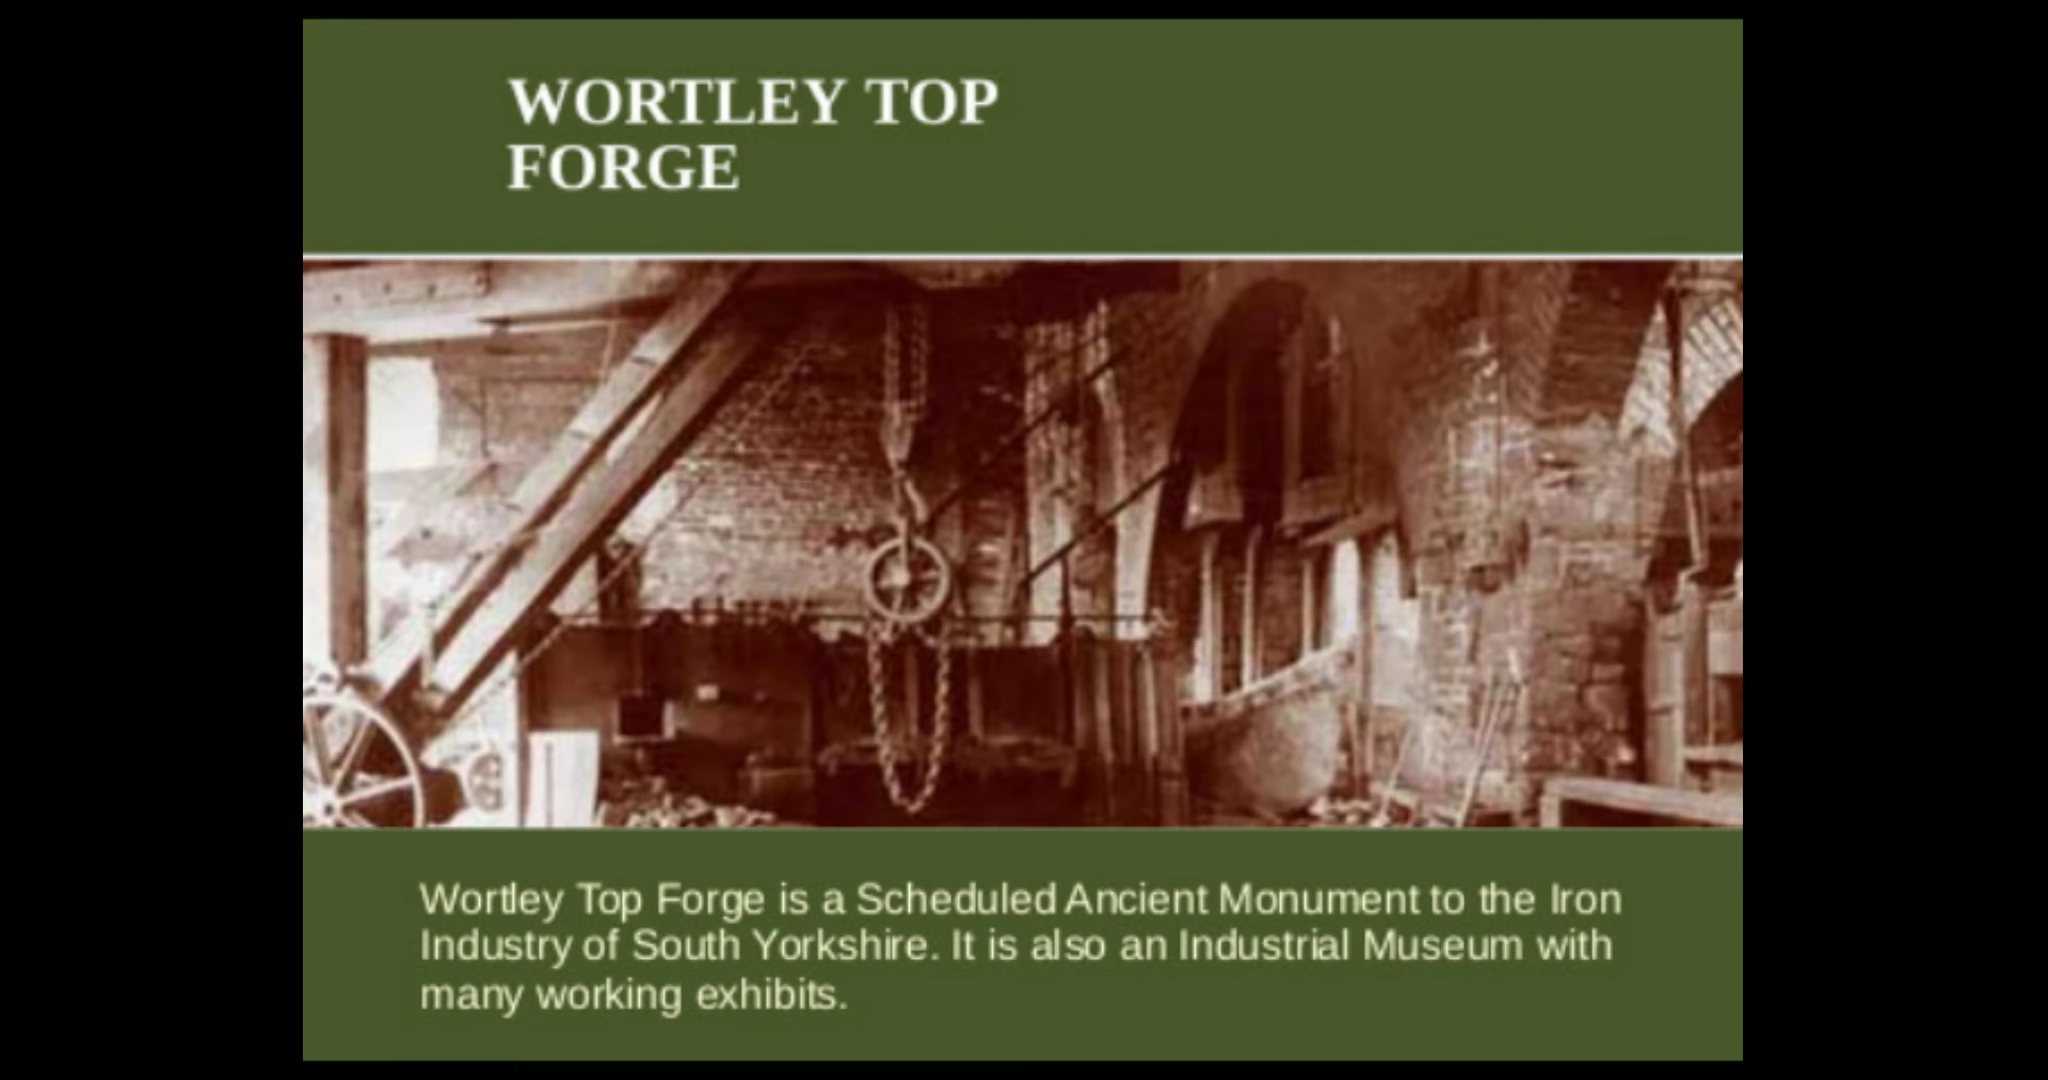 WORTLEY TOP
FORGE
Wortley Top Forge is a Scheduled Ancient Monument to the Iron
Industry of South Yorkshire. It is also an Industrial Museum with
many working exhibits.